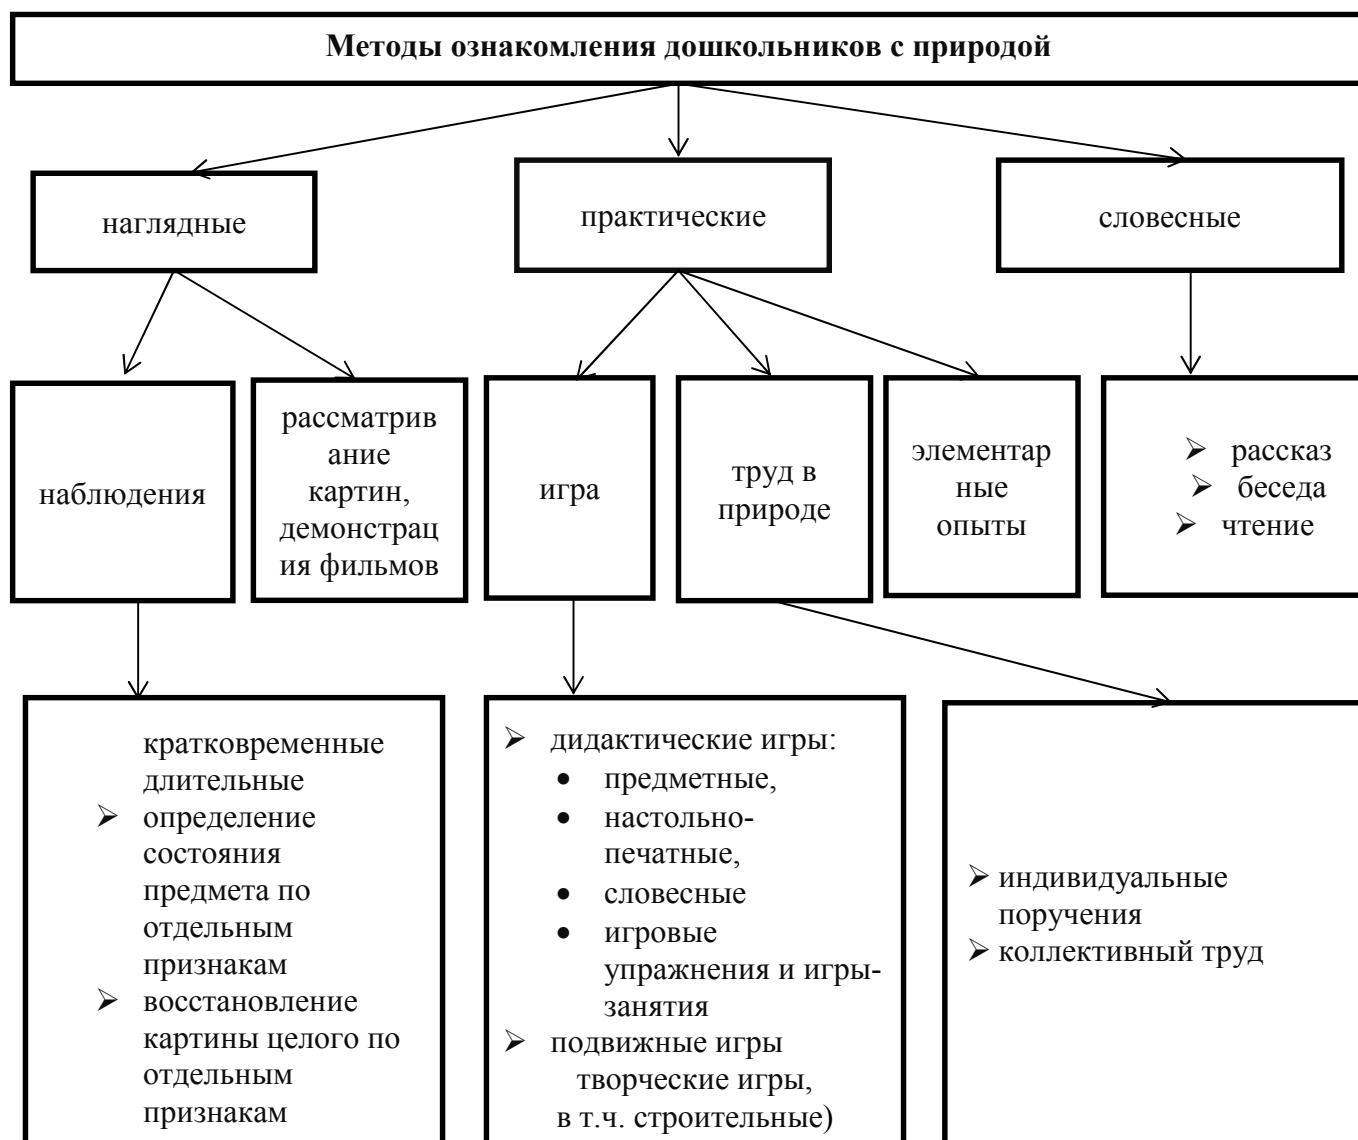 Методы ознакомления дошкольников с природой
наглядные
практические
словесные
наблюдения
рассматрив
ание
картин,
демонстрац
ия фильмов
игра
труд в
природе
элементар
ные
опыты
➢ рассказ
➢ беседа
➢ чтение
кратковременные
длительные
➢ определение
состояния
предмета по
отдельным
признакам
➢ восстановление
картины целого по
отдельным
признакам
➢ дидактические игры:
• предметные,
• настольно-
печатные,
• словесные
• игровые
упражнения и игры-
занятия
➢ подвижные игры
творческие игры,
в т.ч. строительные)
➢ индивидуальные
поручения
➢ коллективный труд